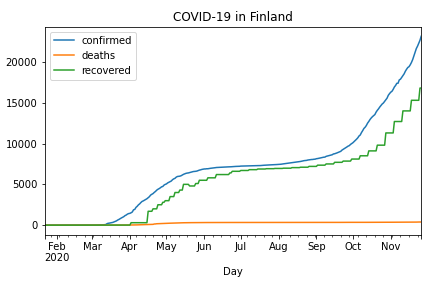 COVID-19 in Finland
confirmed
deaths
recovered
20000
15000
10000
5000
0
Feb Mar Apr May Jun Jul Aug Sep Oct Nov
2020
Day